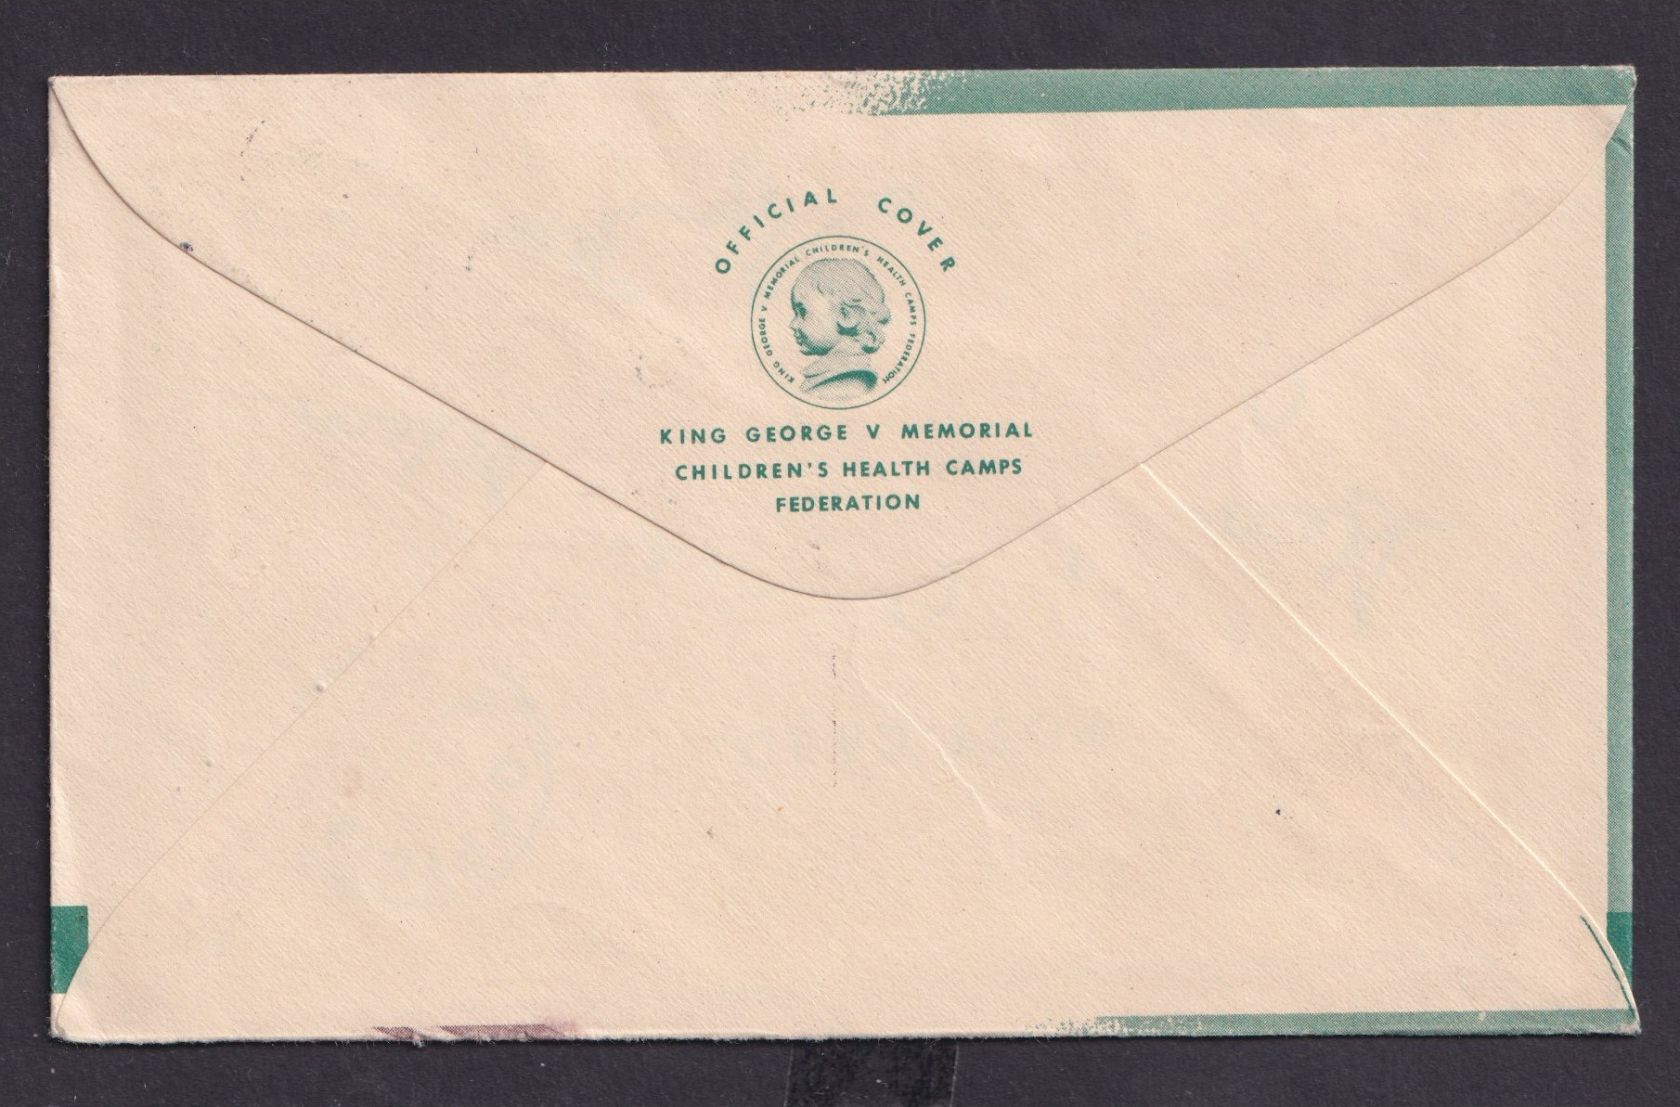 OFFICIAL COVER
KING GEORGE V MEMORIAL CHILDREN'S HEALTH CAMPS FEDERATION
KING GEORGE V MEMORIAL
CHILDREN'S HEALTH CAMPS
FEDERATION